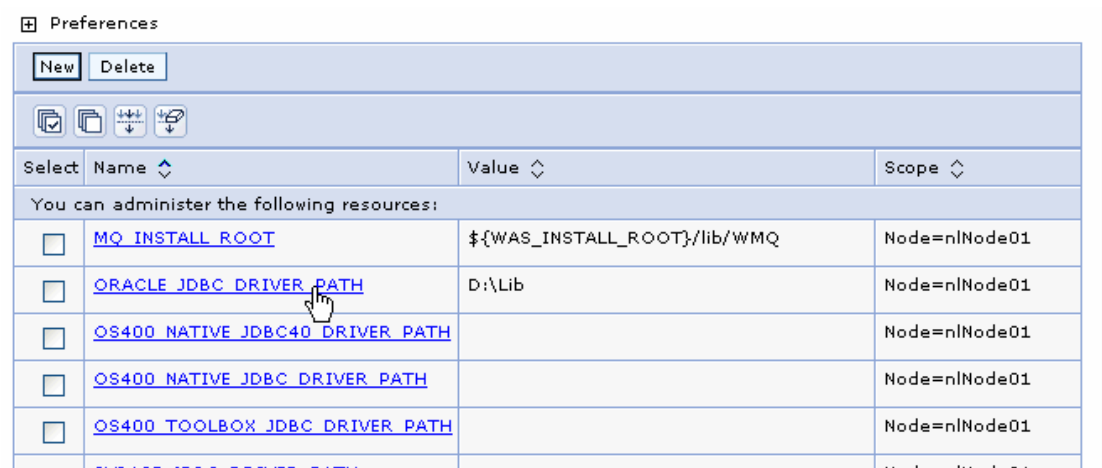 Preferences
New Delete
Select Name Value Scope
You can administer the following resources:
MQ_INSTALL_ROOT ${WAS_INSTALL_ROOT}/lib/WMQ Node=nlNode01
ORACLE_JDBC_DRIVER_PATH D:\Lib Node=nlNode01
OS400_NATIVE_JDBC40_DRIVER_PATH Node=nlNode01
OS400_NATIVE_JDBC_DRIVER_PATH Node=nlNode01
OS400_TOOLBOX_JDBC_DRIVER_PATH Node=nlNode01